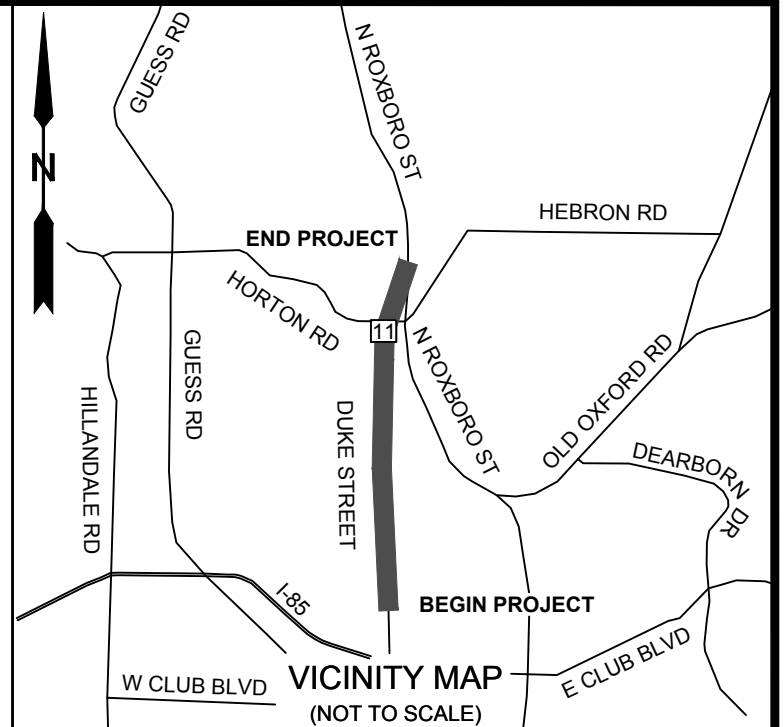 GUESS RD
N ROXBORO ST
N
HEBRON RD
END PROJECT
HORTON RD
11
GUESS RD
N ROXBORO ST
OLD OXFORD RD
HILLANDALE RD
DUKE STREET
DEARBORN DR
I-85
BEGIN PROJECT
VICINITY MAP
(NOT TO SCALE)
W CLUB BLVD
E CLUB BLVD